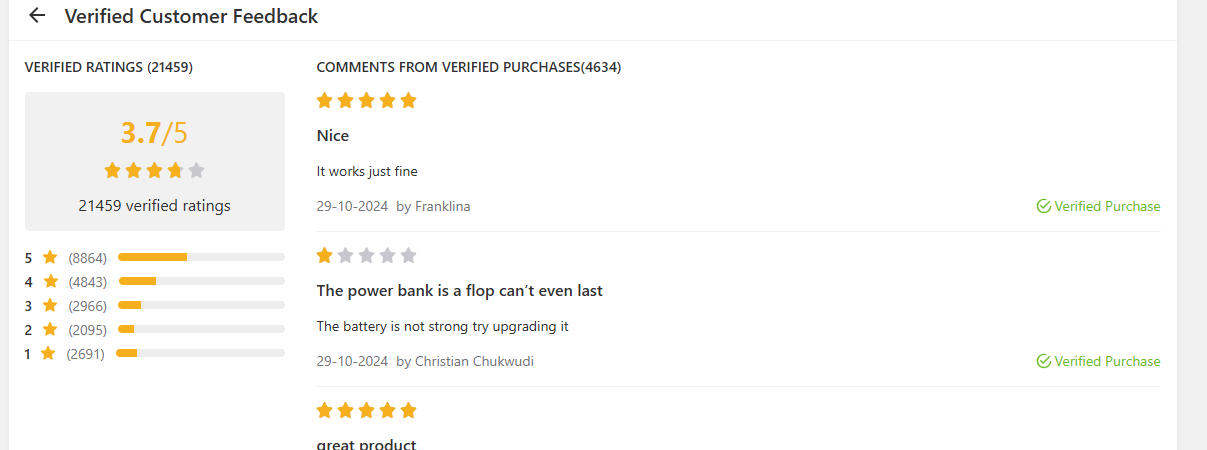 Verified Customer Feedback
VERIFIED RATINGS (21459)
3.7/5
21459 verified ratings
5 (8864)
4 (4843)
3 (2966)
2 (2095)
1 (2691)
COMMENTS FROM VERIFIED PURCHASES(4634)
Nice
It works just fine
29-10-2024 by Franklina
Verified Purchase
The power bank is a flop can’t even last
The battery is not strong try upgrading it
29-10-2024 by Christian Chukwudi
Verified Purchase
great product